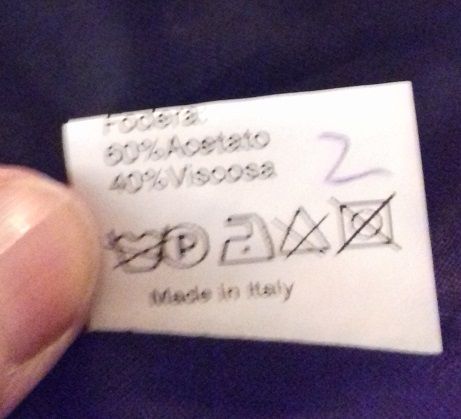 Fodera:
60%Acetato
40%Viscosa
2
P
Made in Italy